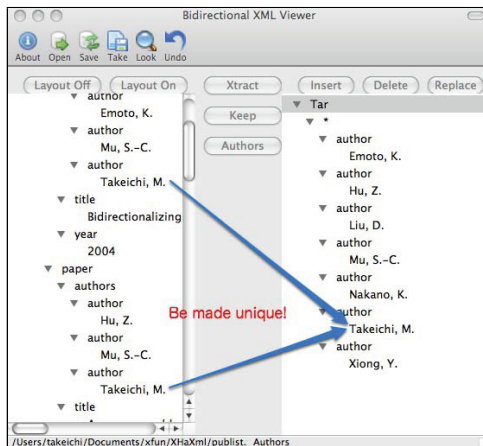 Bidirectional XML Viewer
About Open Save Take Look Undo
Layout Off Layout On Xtract Insert Delete Replace
Keep
Authors
author
Emoto, K.
author
Mu, S.-C.
author
Takeichi, M.
title
Bidirectionalizing
year
2004
paper
authors
author
Hu, Z.
author
Mu, S.-C.
author
Takeichi, M.
title
Be made unique!
Tar
*
author
Emoto, K.
author
Hu, Z.
author
Liu, D.
author
Mu, S.-C.
author
Nakano, K.
author
Takeichi, M.
author
Xiong, Y.
/Users/takeichi/Documents/xfun/XHaXml/publist. Authors